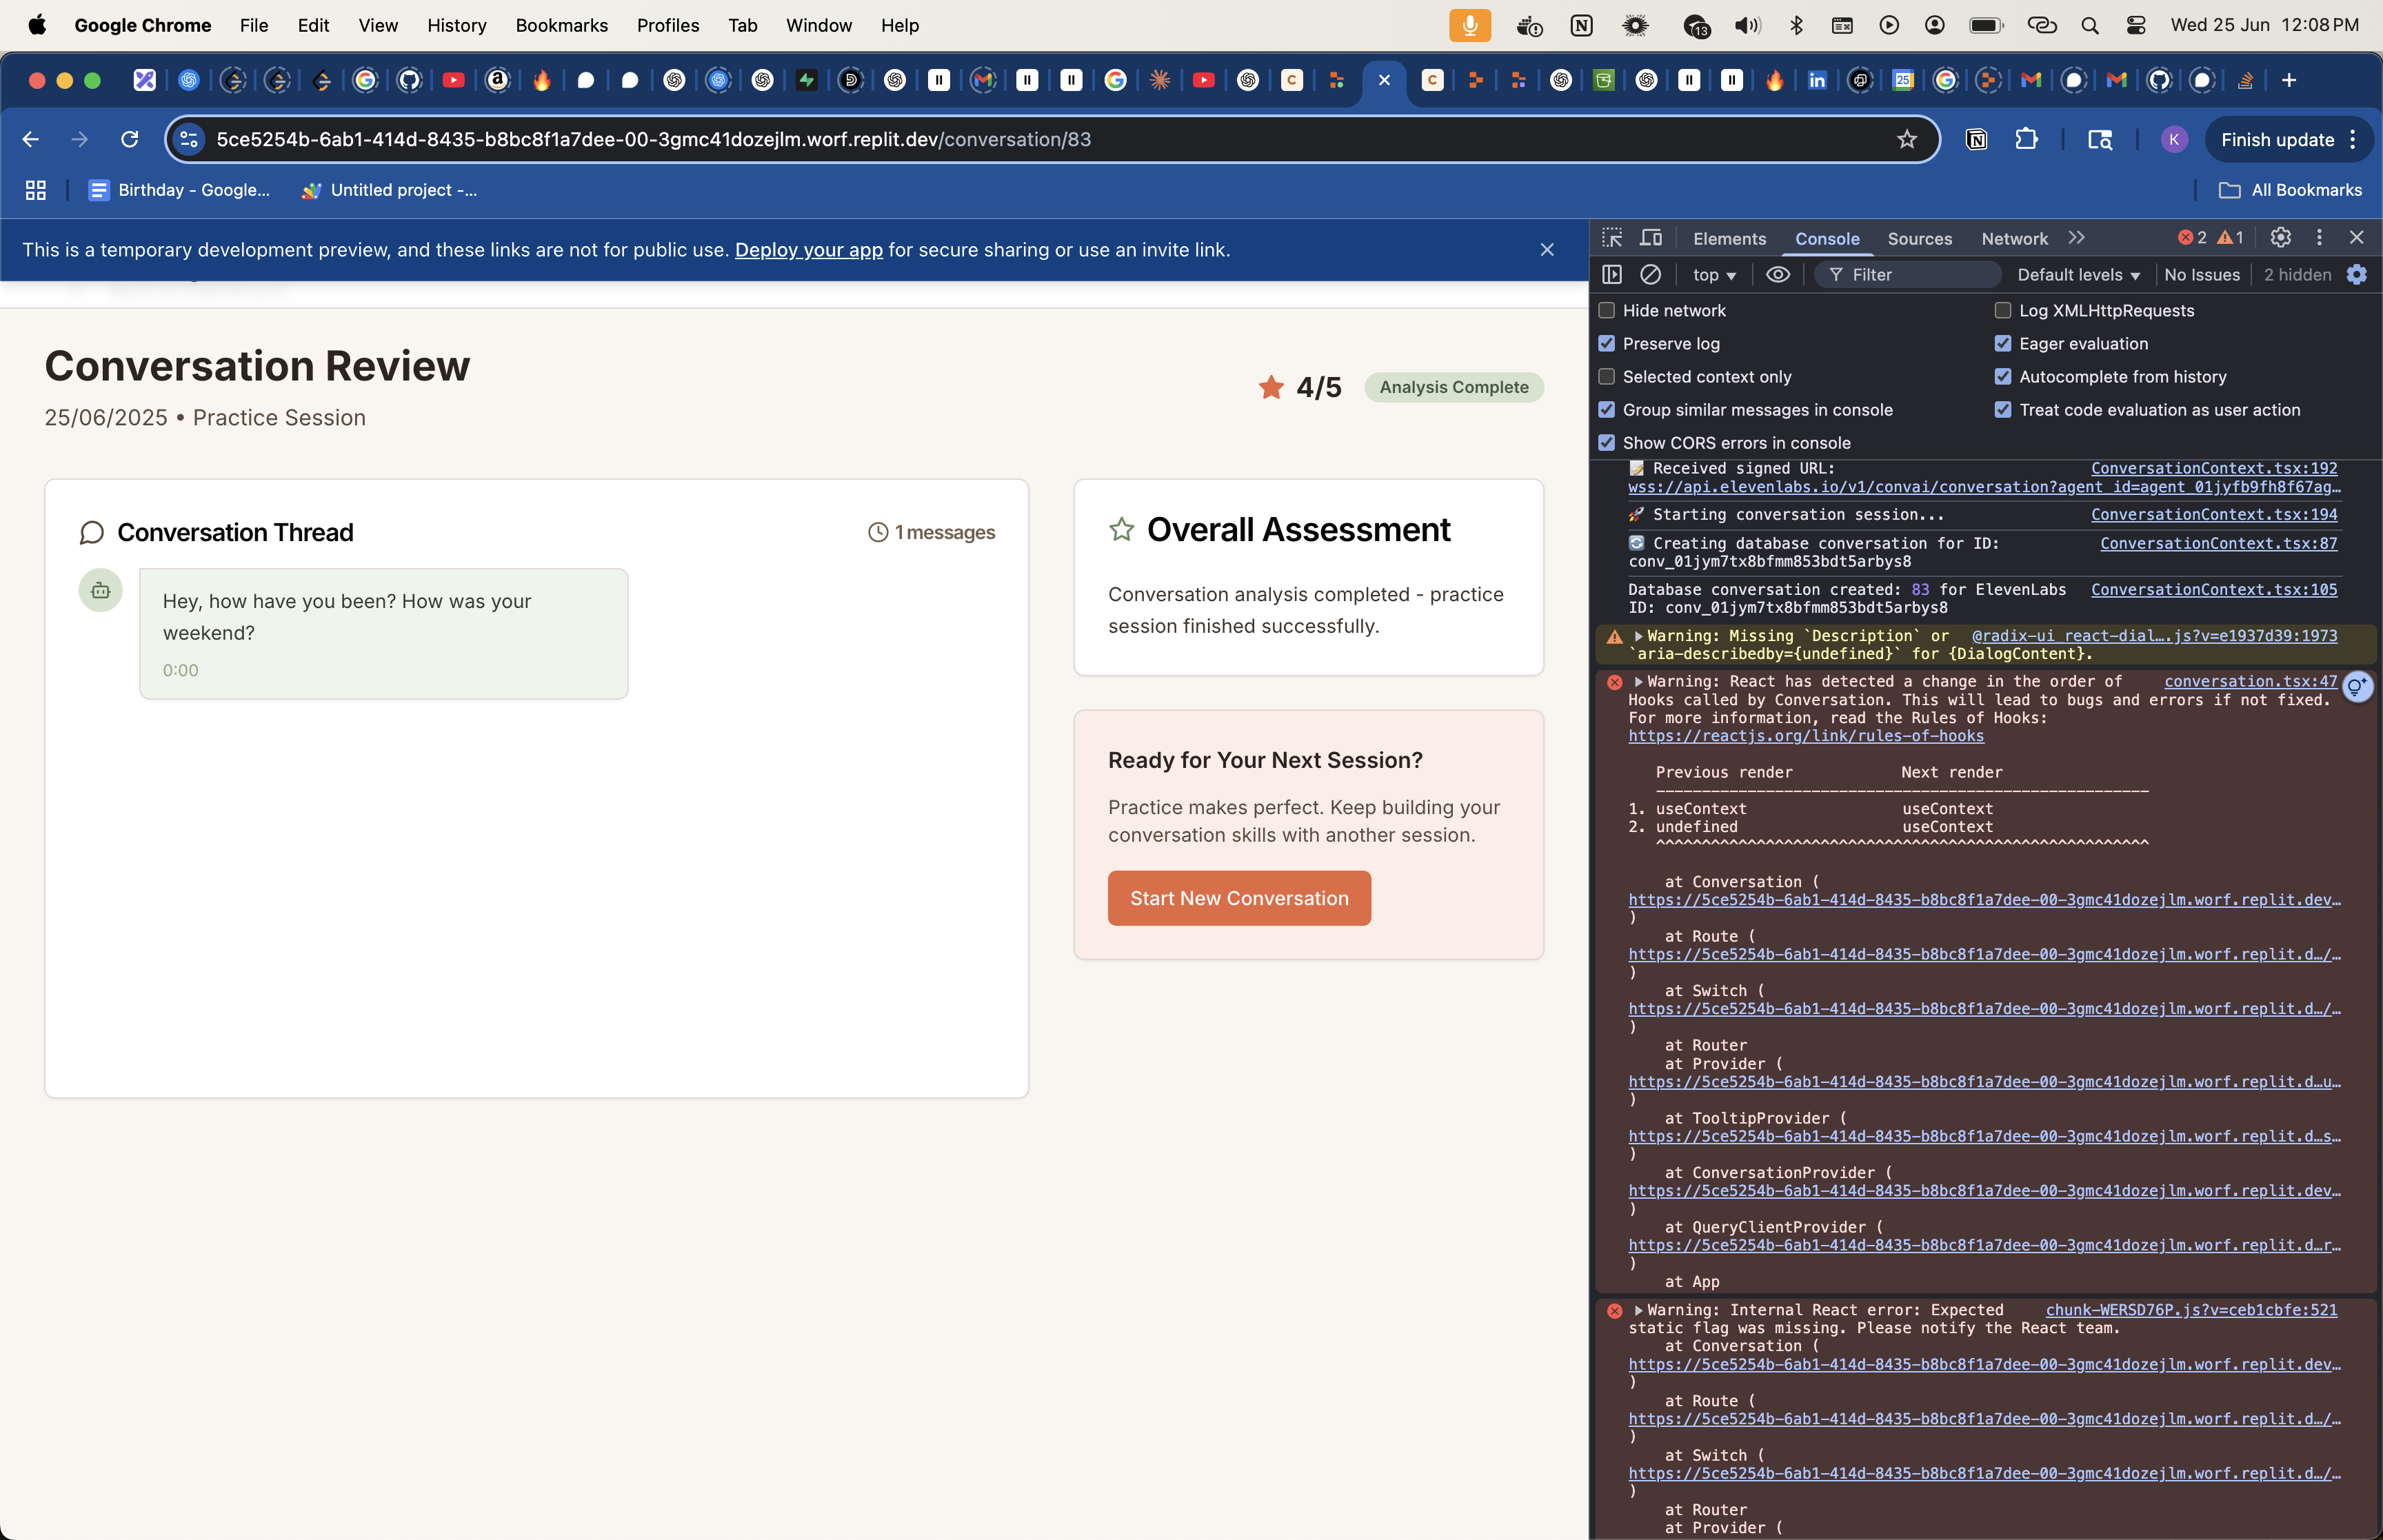 Google Chrome File Edit View History Bookmarks Profiles Tab Window Help 13 Wed 25 Jun 12:08 PM
5ce5254b-6ab1-414d-8435-b8bc8f1a7dee-00-3gmc41dozejlm.worf.replit.dev/conversation/83
K Finish update
Birthday - Google... Untitled project -... All Bookmarks
This is a temporary development preview, and these links are not for public use. Deploy your app for secure sharing or use an invite link.
Conversation Review
25/06/2025 • Practice Session
4/5 Analysis Complete
Conversation Thread 1 messages
Hey, how have you been? How was your
weekend?
0:00
Overall Assessment
Conversation analysis completed - practice
session finished successfully.
Ready for Your Next Session?
Practice makes perfect. Keep building your
conversation skills with another session.
Start New Conversation
Elements Console Sources Network 2 1
top Filter Default levels No Issues 2 hidden
Hide network Log XMLHttpRequests
Preserve log Eager evaluation
Selected context only Autocomplete from history
Group similar messages in console Treat code evaluation as user action
Show CORS errors in console
Received signed URL: ConversationContext.tsx:192
wss://api.elevenlabs.io/v1/convai/conversation?agent_id=agent_01jyfb9fh8f67ag…
Starting conversation session... ConversationContext.tsx:194
Creating database conversation for ID: ConversationContext.tsx:87
conv_01jym7tx8bfmm853bdt5arbys8
Database conversation created: 83 for ElevenLabs ConversationContext.tsx:105
ID: conv_01jym7tx8bfmm853bdt5arbys8
Warning: Missing `Description` or @radix-ui_react-dial….js?v=e1937d39:1973
`aria-describedby={undefined}` for {DialogContent}.
Warning: React has detected a change in the order of conversation.tsx:47
Hooks called by Conversation. This will lead to bugs and errors if not fixed.
For more information, read the Rules of Hooks:
https://reactjs.org/link/rules-of-hooks
Previous render Next render
------------------------------------------------------
1. useContext useContext
2. undefined useContext
^^^^^^^^^^^^^^^^^^^^^^^^^^^^^^^^^^^^^^^^^^^^^^^^^^^^^^
at Conversation (
https://5ce5254b-6ab1-414d-8435-b8bc8f1a7dee-00-3gmc41dozejlm.worf.replit.dev…
)
at Route (
https://5ce5254b-6ab1-414d-8435-b8bc8f1a7dee-00-3gmc41dozejlm.worf.replit.d…/…
)
at Switch (
https://5ce5254b-6ab1-414d-8435-b8bc8f1a7dee-00-3gmc41dozejlm.worf.replit.d…/…
)
at Router
at Provider (
https://5ce5254b-6ab1-414d-8435-b8bc8f1a7dee-00-3gmc41dozejlm.worf.replit.d…u…
)
at TooltipProvider (
https://5ce5254b-6ab1-414d-8435-b8bc8f1a7dee-00-3gmc41dozejlm.worf.replit.d…s…
)
at ConversationProvider (
https://5ce5254b-6ab1-414d-8435-b8bc8f1a7dee-00-3gmc41dozejlm.worf.replit.dev…
)
at QueryClientProvider (
https://5ce5254b-6ab1-414d-8435-b8bc8f1a7dee-00-3gmc41dozejlm.worf.replit.d…r…
)
at App
Warning: Internal React error: Expected chunk-WERSD76P.js?v=ceb1cbfe:521
static flag was missing. Please notify the React team.
at Conversation (
https://5ce5254b-6ab1-414d-8435-b8bc8f1a7dee-00-3gmc41dozejlm.worf.replit.dev…
)
at Route (
https://5ce5254b-6ab1-414d-8435-b8bc8f1a7dee-00-3gmc41dozejlm.worf.replit.d…/…
)
at Switch (
https://5ce5254b-6ab1-414d-8435-b8bc8f1a7dee-00-3gmc41dozejlm.worf.replit.d…/…
)
at Router
at Provider (